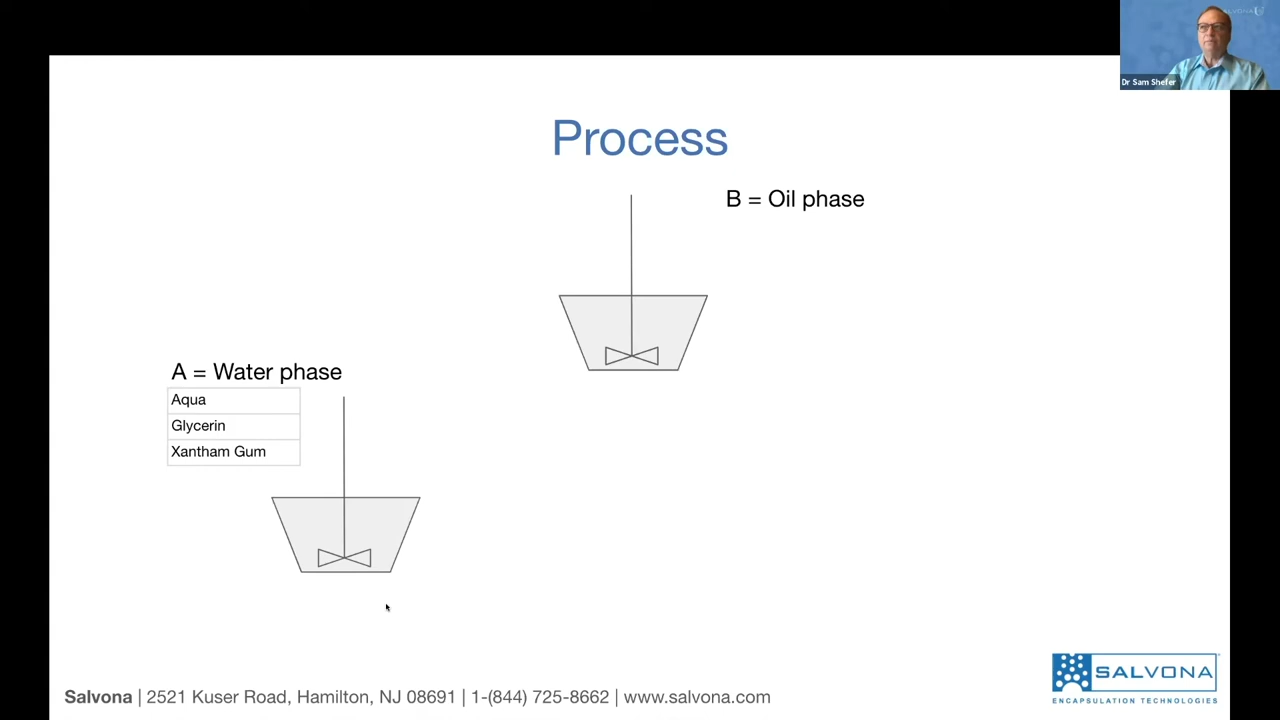 SALVONA
Dr Sam Shefer
Process
B = Oil phase
A = Water phase
Aqua
Glycerin
Xantham Gum
SALVONA
ENCAPSULATION TECHNOLOGIES
Salvona | 2521 Kuser Road, Hamilton, NJ 08691 | 1-(844) 725-8662 | www.salvona.com